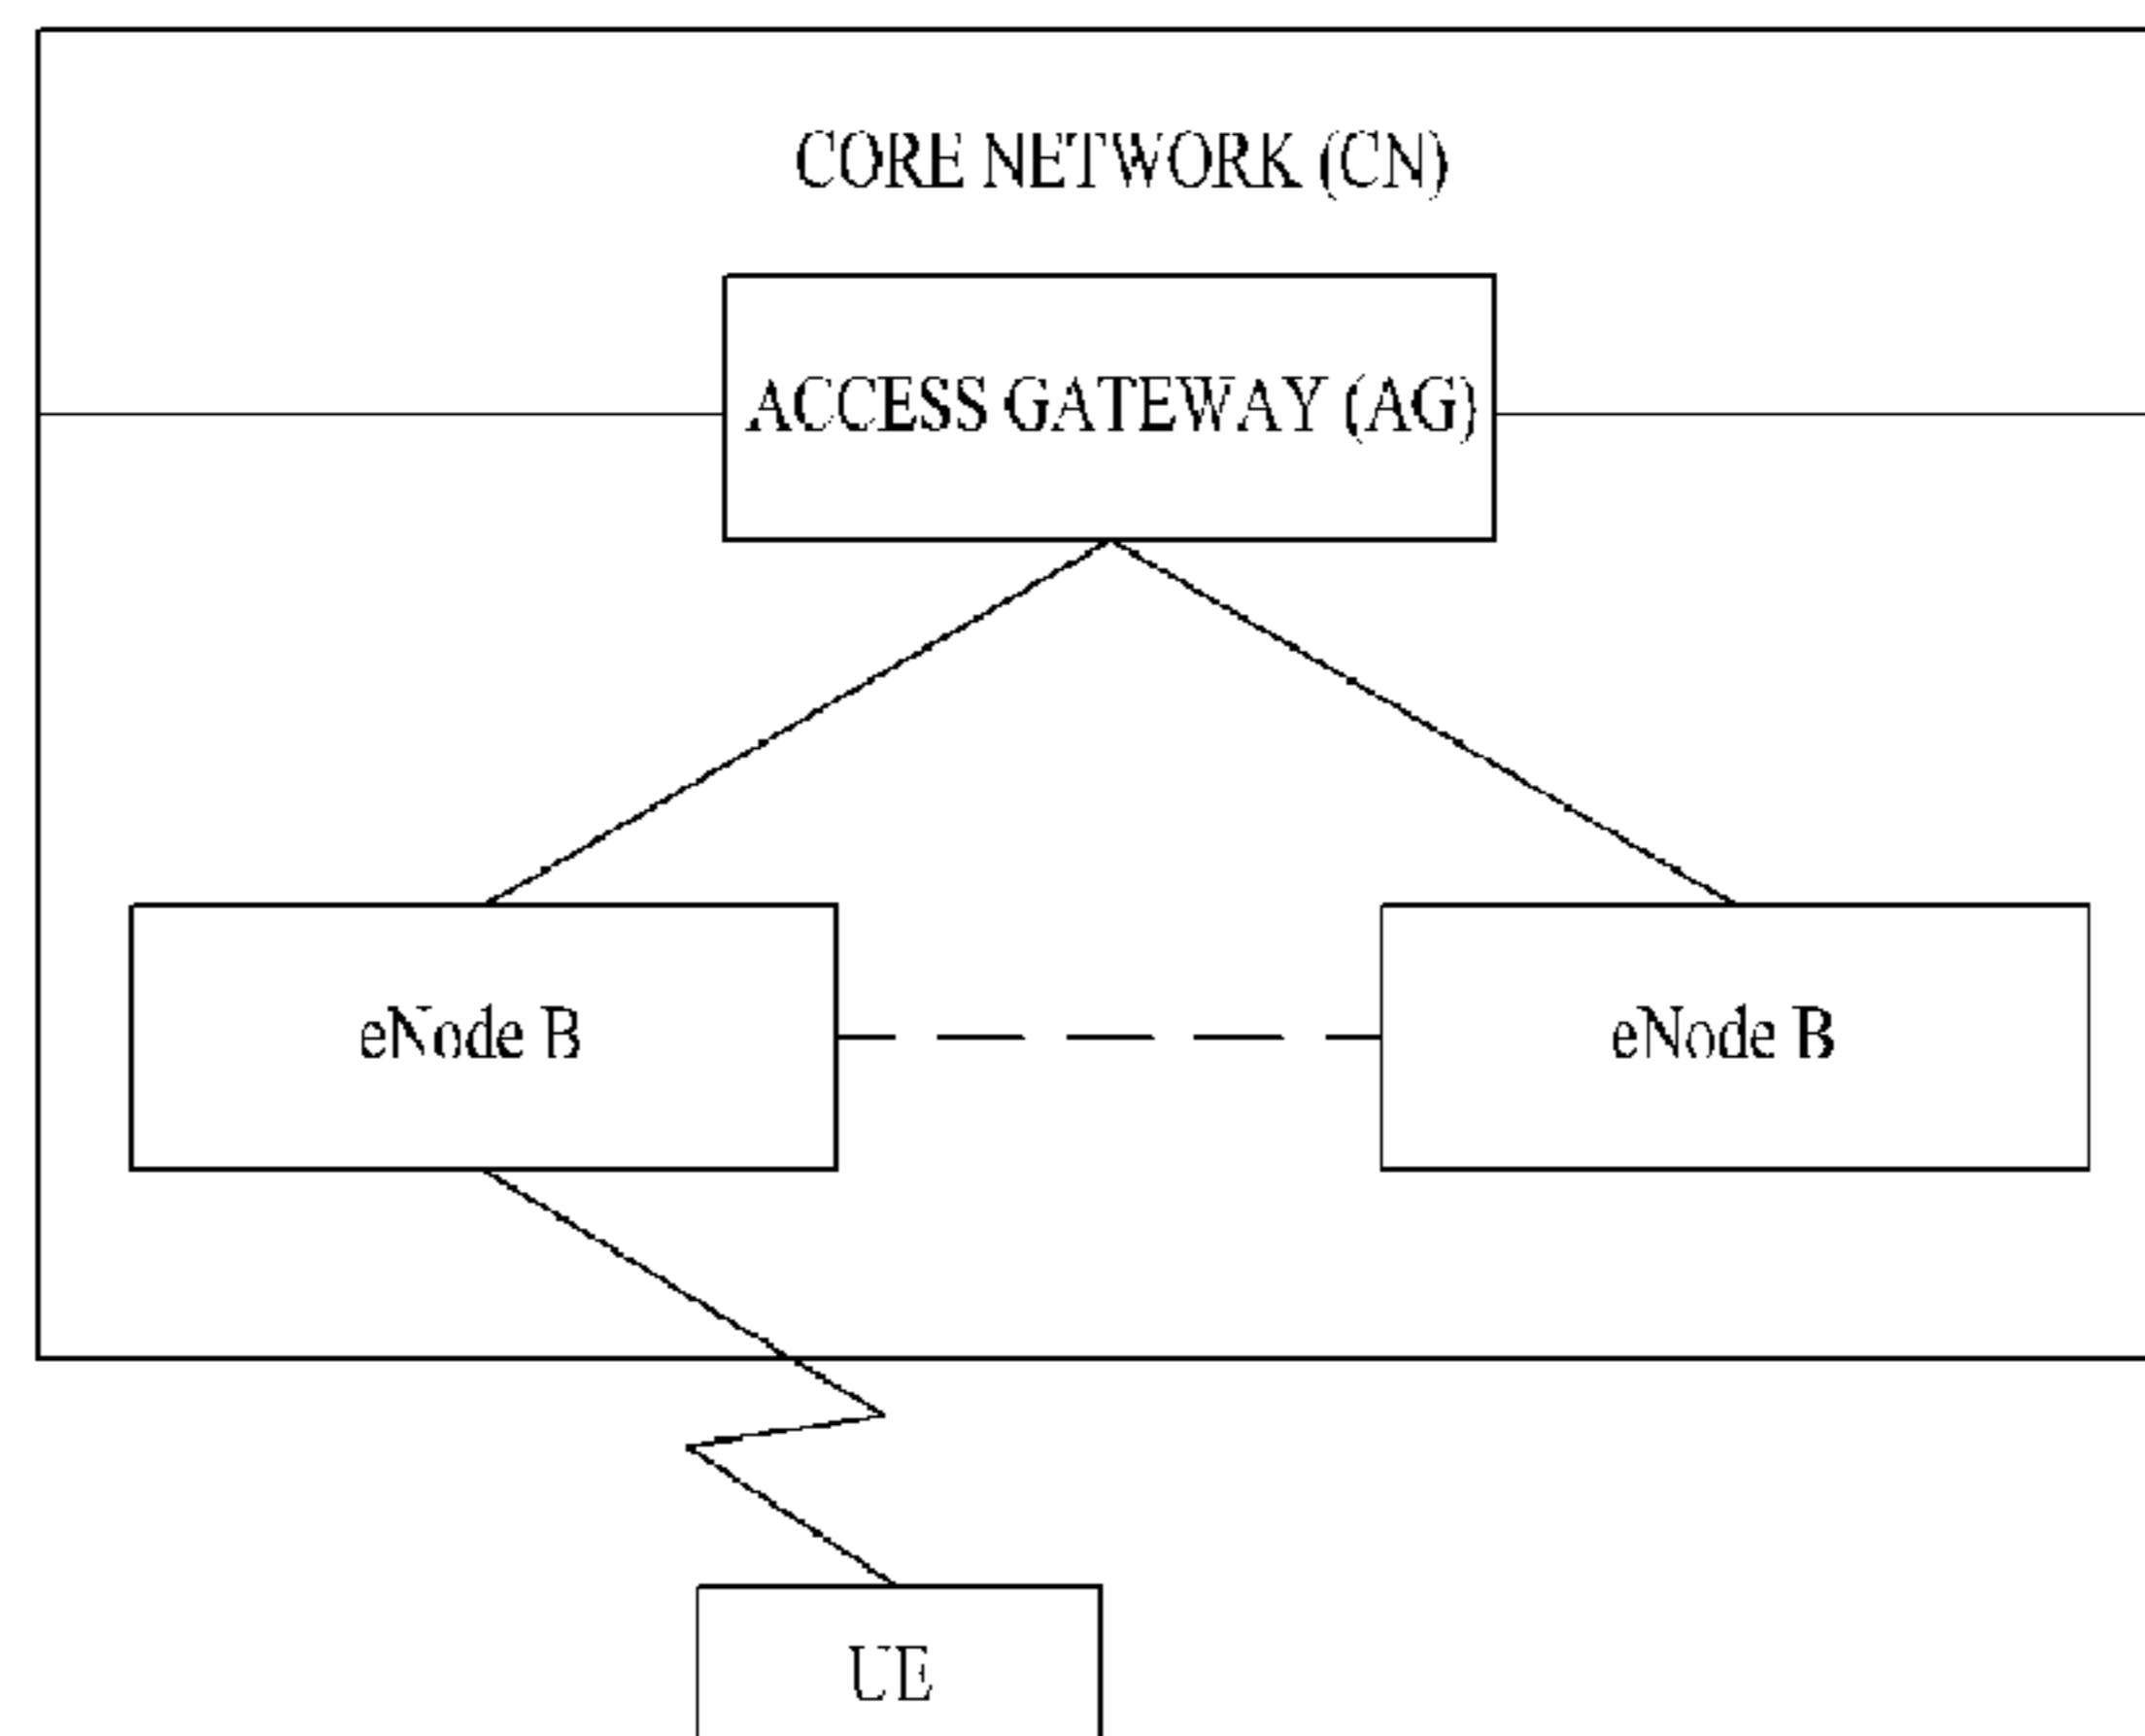 CORE NETWORK (CN)
ACCESS GATEWAY (AG)
eNode B
eNode B
UE